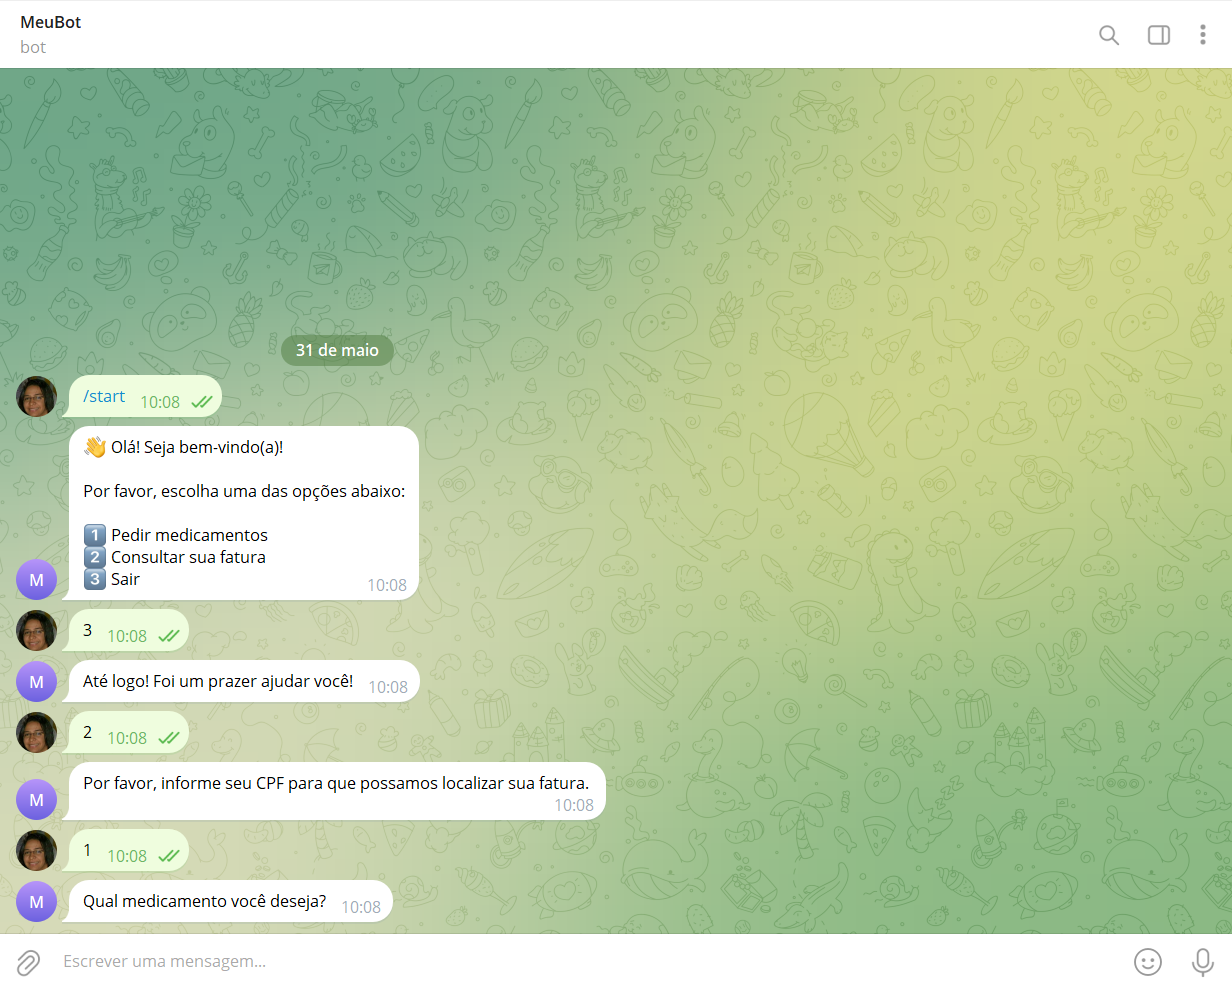 MeuBot
bot
31 de maio
/start 10:08
👋 Olá! Seja bem-vindo(a)!
Por favor, escolha uma das opções abaixo:
1️⃣ Pedir medicamentos
2️⃣ Consultar sua fatura
3️⃣ Sair
10:08
3 10:08
M
Até logo! Foi um prazer ajudar você! 10:08
M
2 10:08
Por favor, informe seu CPF para que possamos localizar sua fatura.
10:08
M
1 10:08
Qual medicamento você deseja? 10:08
M
Escrever uma mensagem...